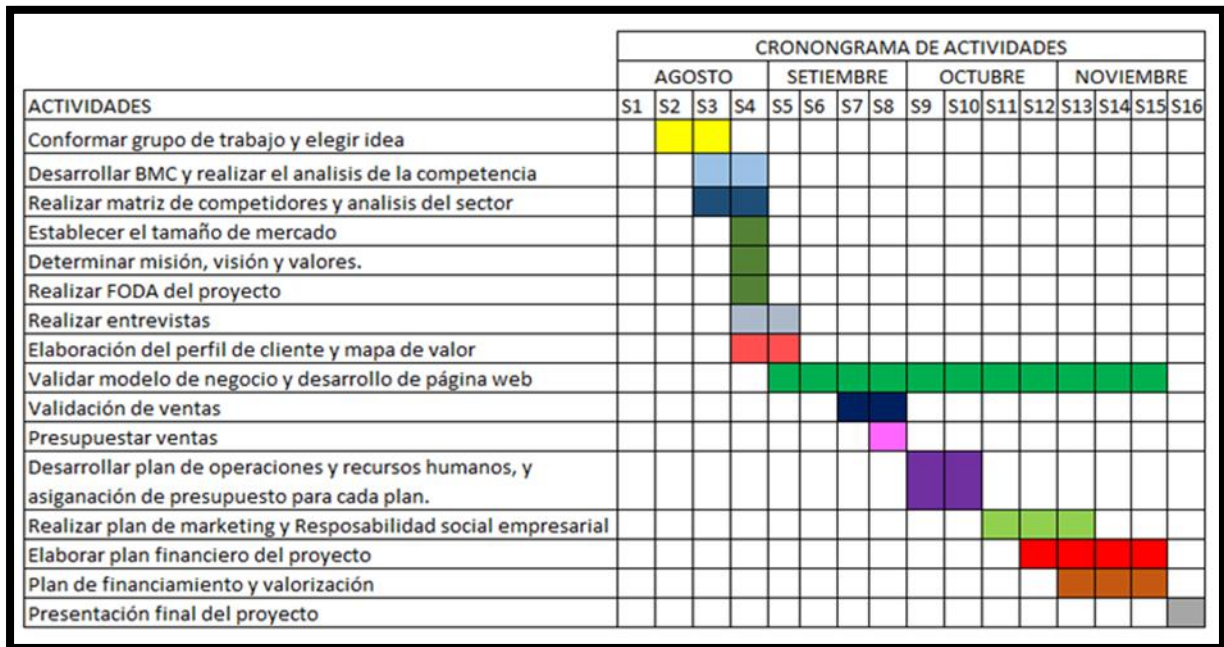 CRONONGRAMA DE ACTIVIDADES
AGOSTO SETIEMBRE OCTUBRE NOVIEMBRE
ACTIVIDADES S1 S2 S3 S4 S5 S6 S7 S8 S9 S10 S11 S12 S13 S14 S15 S16
Conformar grupo de trabajo y elegir idea
Desarrollar BMC y realizar el analisis de la competencia
Realizar matriz de competidores y analisis del sector
Establecer el tamaño de mercado
Determinar misión, visión y valores.
Realizar FODA del proyecto
Realizar entrevistas
Elaboración del perfil de cliente y mapa de valor
Validar modelo de negocio y desarrollo de página web
Validación de ventas
Presupuestar ventas
Desarrollar plan de operaciones y recursos humanos, y
asiganación de presupuesto para cada plan.
Realizar plan de marketing y Resposabilidad social empresarial
Elaborar plan financiero del proyecto
Plan de financiamiento y valorización
Presentación final del proyecto